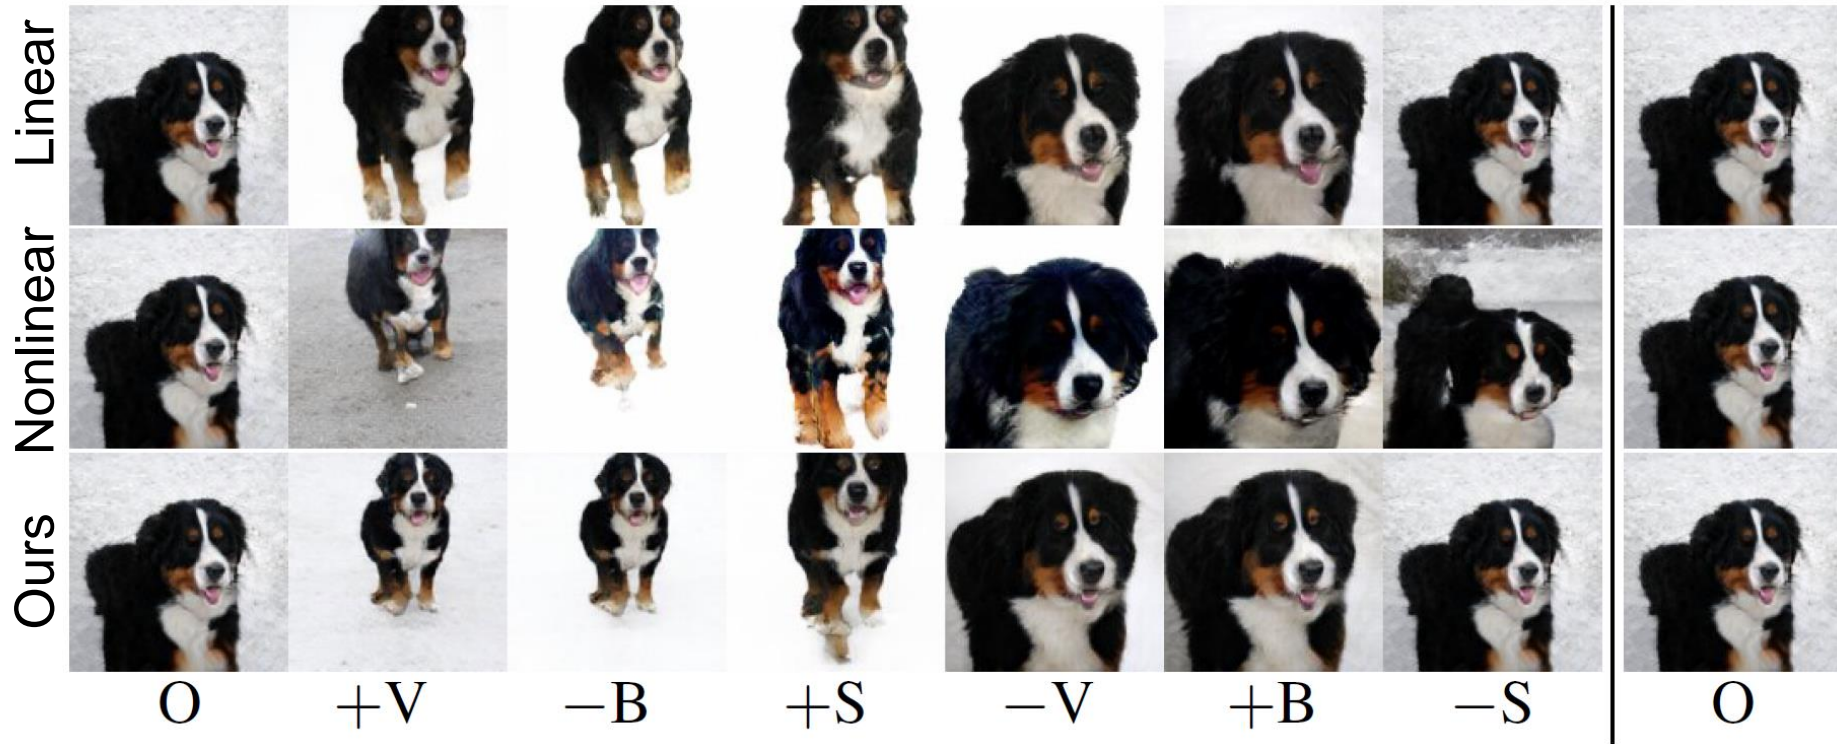 Linear
Nonlinear
Ours
O +V −B +S −V +B −S O